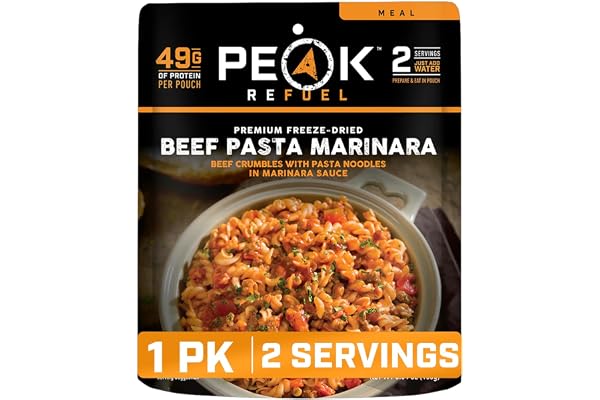 MEAL
49G
OF PROTEIN
PER POUCH
PEAK™
REFUEL
2 SERVINGS
JUST ADD
WATER
PREPARE & EAT IN POUCH
PREMIUM FREEZE-DRIED
BEEF PASTA MARINARA
BEEF CRUMBLES WITH PASTA NOODLES
IN MARINARA SAUCE
1 PK | 2 SERVINGS